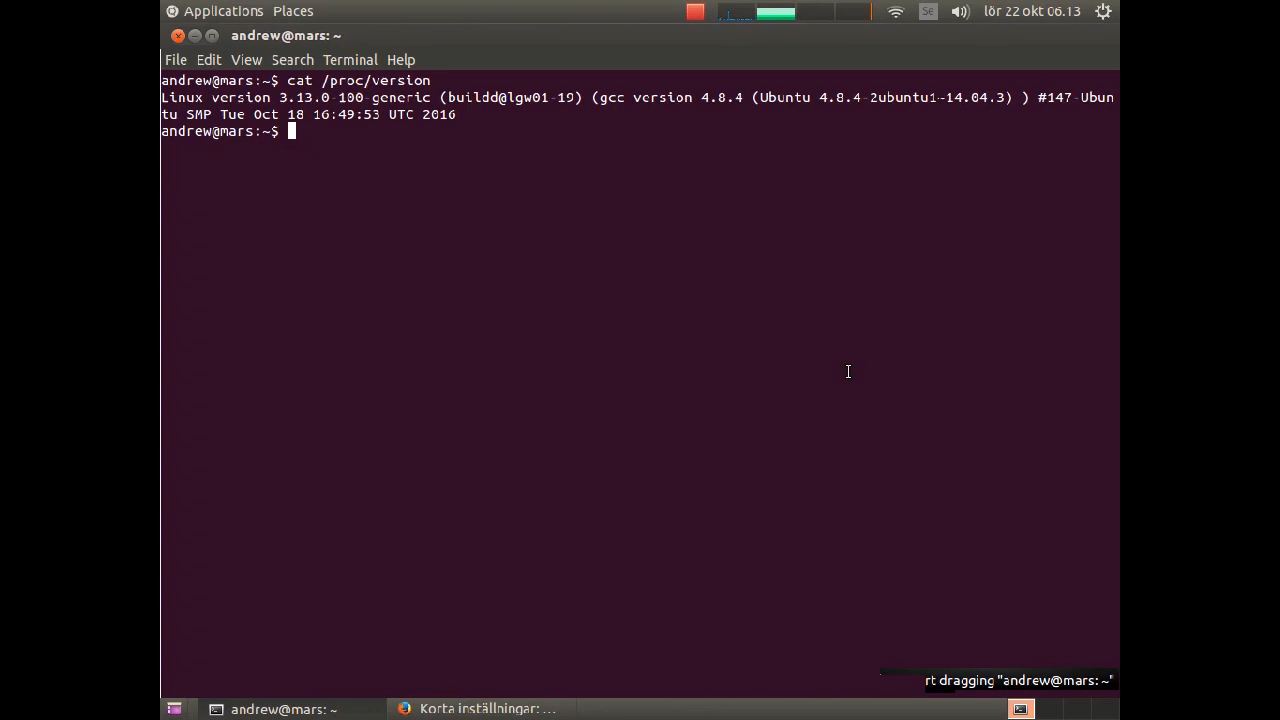 Applications Places
Se lör 22 okt 06.13
andrew@mars: ~
File Edit View Search Terminal Help
andrew@mars:~$ cat /proc/version
Linux version 3.13.0-100-generic (buildd@lgw01-19) (gcc version 4.8.4 (Ubuntu 4.8.4-2ubuntu1~14.04.3) ) #147-Ubun
tu SMP Tue Oct 18 16:49:53 UTC 2016
andrew@mars:~$
rt dragging "andrew@mars: ~"
andrew@mars: ~ Korta inställningar: ...